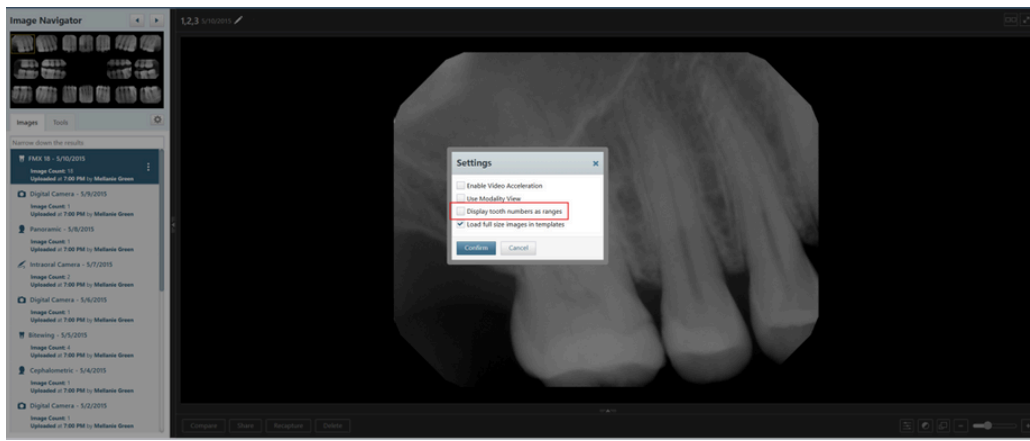 Image Navigator
1,2,3 5/10/2015
Images Tools
Narrow down the results
FMX 18 - 5/10/2015
Image Count: 18
Uploaded at 7:00 PM by Mellanie Green
Digital Camera - 5/9/2015
Image Count: 1
Uploaded at 7:00 PM by Mellanie Green
Panoramic - 5/8/2015
Image Count: 1
Uploaded at 7:00 PM by Mellanie Green
Intraoral Camera - 5/7/2015
Image Count: 2
Uploaded at 7:00 PM by Mellanie Green
Digital Camera - 5/6/2015
Image Count: 1
Uploaded at 7:00 PM by Mellanie Green
Bitewing - 5/5/2015
Image Count: 4
Uploaded at 7:00 PM by Mellanie Green
Cephalometric - 5/4/2015
Image Count: 1
Uploaded at 7:00 PM by Mellanie Green
Digital Camera - 5/2/2015
Image Count: 1
Uploaded at 7:00 PM by Mellanie Green
Settings
Enable Video Acceleration
Use Modality View
Display tooth numbers as ranges
Load full size images in templates
Confirm Cancel
Compare Share Recapture Delete